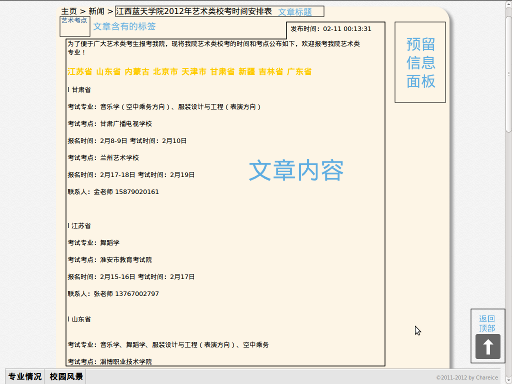 主页 > 新闻 > 江西蓝天学院2012年艺术类校考时间安排表 文章标题
艺术考点 文章含有的标签 发布时间：02-11 00:13:31
为了便于广大艺术类考生报考我院，现将我院艺术类校考的时间和考点公布如下，欢迎报考我院艺术类
专业！
江苏省 山东省 内蒙古 北京市 天津市 甘肃省 新疆 吉林省 广东省
l 甘肃省
考试专业：音乐学（空中乘务方向）、服装设计与工程（表演方向）
考试考点：甘肃广播电视学校
报名时间：2月8-9日 考试时间：2月10日
考试考点：兰州艺术学校
报名时间：2月17-18日 考试时间：2月19日
联系人：金老师 15879020161
l 江苏省
考试专业：舞蹈学
考试考点：淮安市教育考试院
报名时间：2月15-16日 考试时间：2月17日
联系人：张老师 13767002797
l 山东省
考试专业：音乐学、舞蹈学、服装设计与工程（表演方向）、空中乘务
考试考点：淄博职业技术学院
文章内容
预留
信息
面板
返回
顶部
专业情况 校园风景
©2011-2012 by Chareice